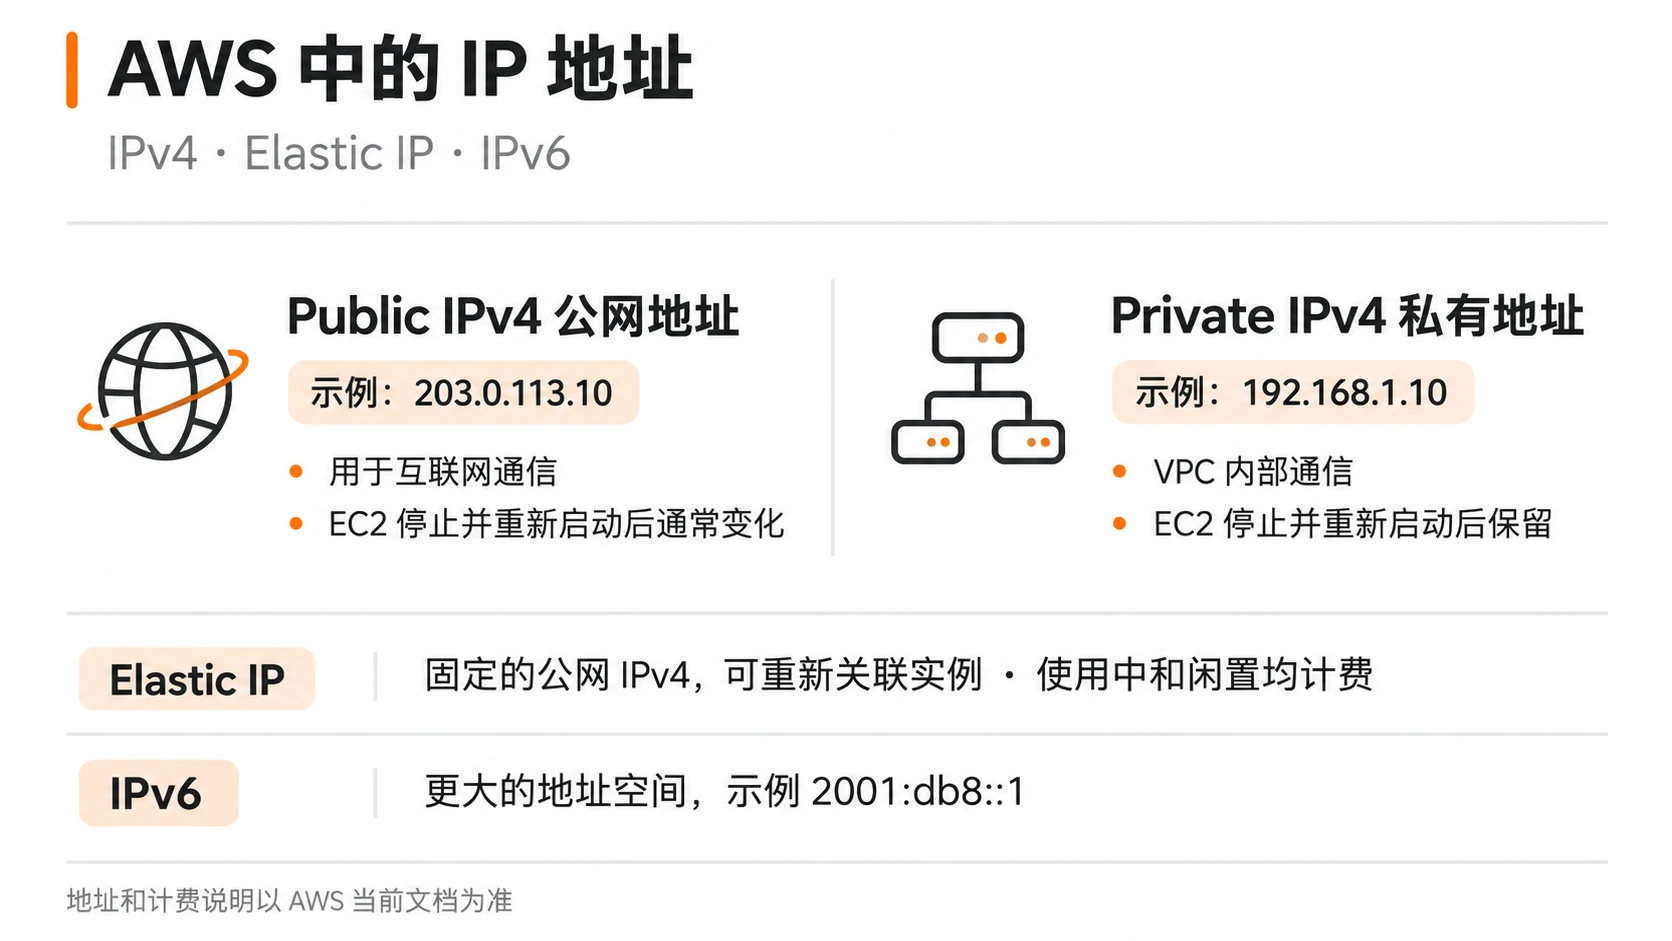 AWS 中的 IP 地址
IPv4 · Elastic IP · IPv6
Public IPv4 公网地址
示例：203.0.113.10
用于互联网通信
EC2 停止并重新启动后通常变化
Private IPv4 私有地址
示例：192.168.1.10
VPC 内部通信
EC2 停止并重新启动后保留
Elastic IP
固定的公网 IPv4，可重新关联实例 · 使用中和闲置均计费
IPv6
更大的地址空间，示例 2001:db8::1
地址和计费说明以 AWS 当前文档为准